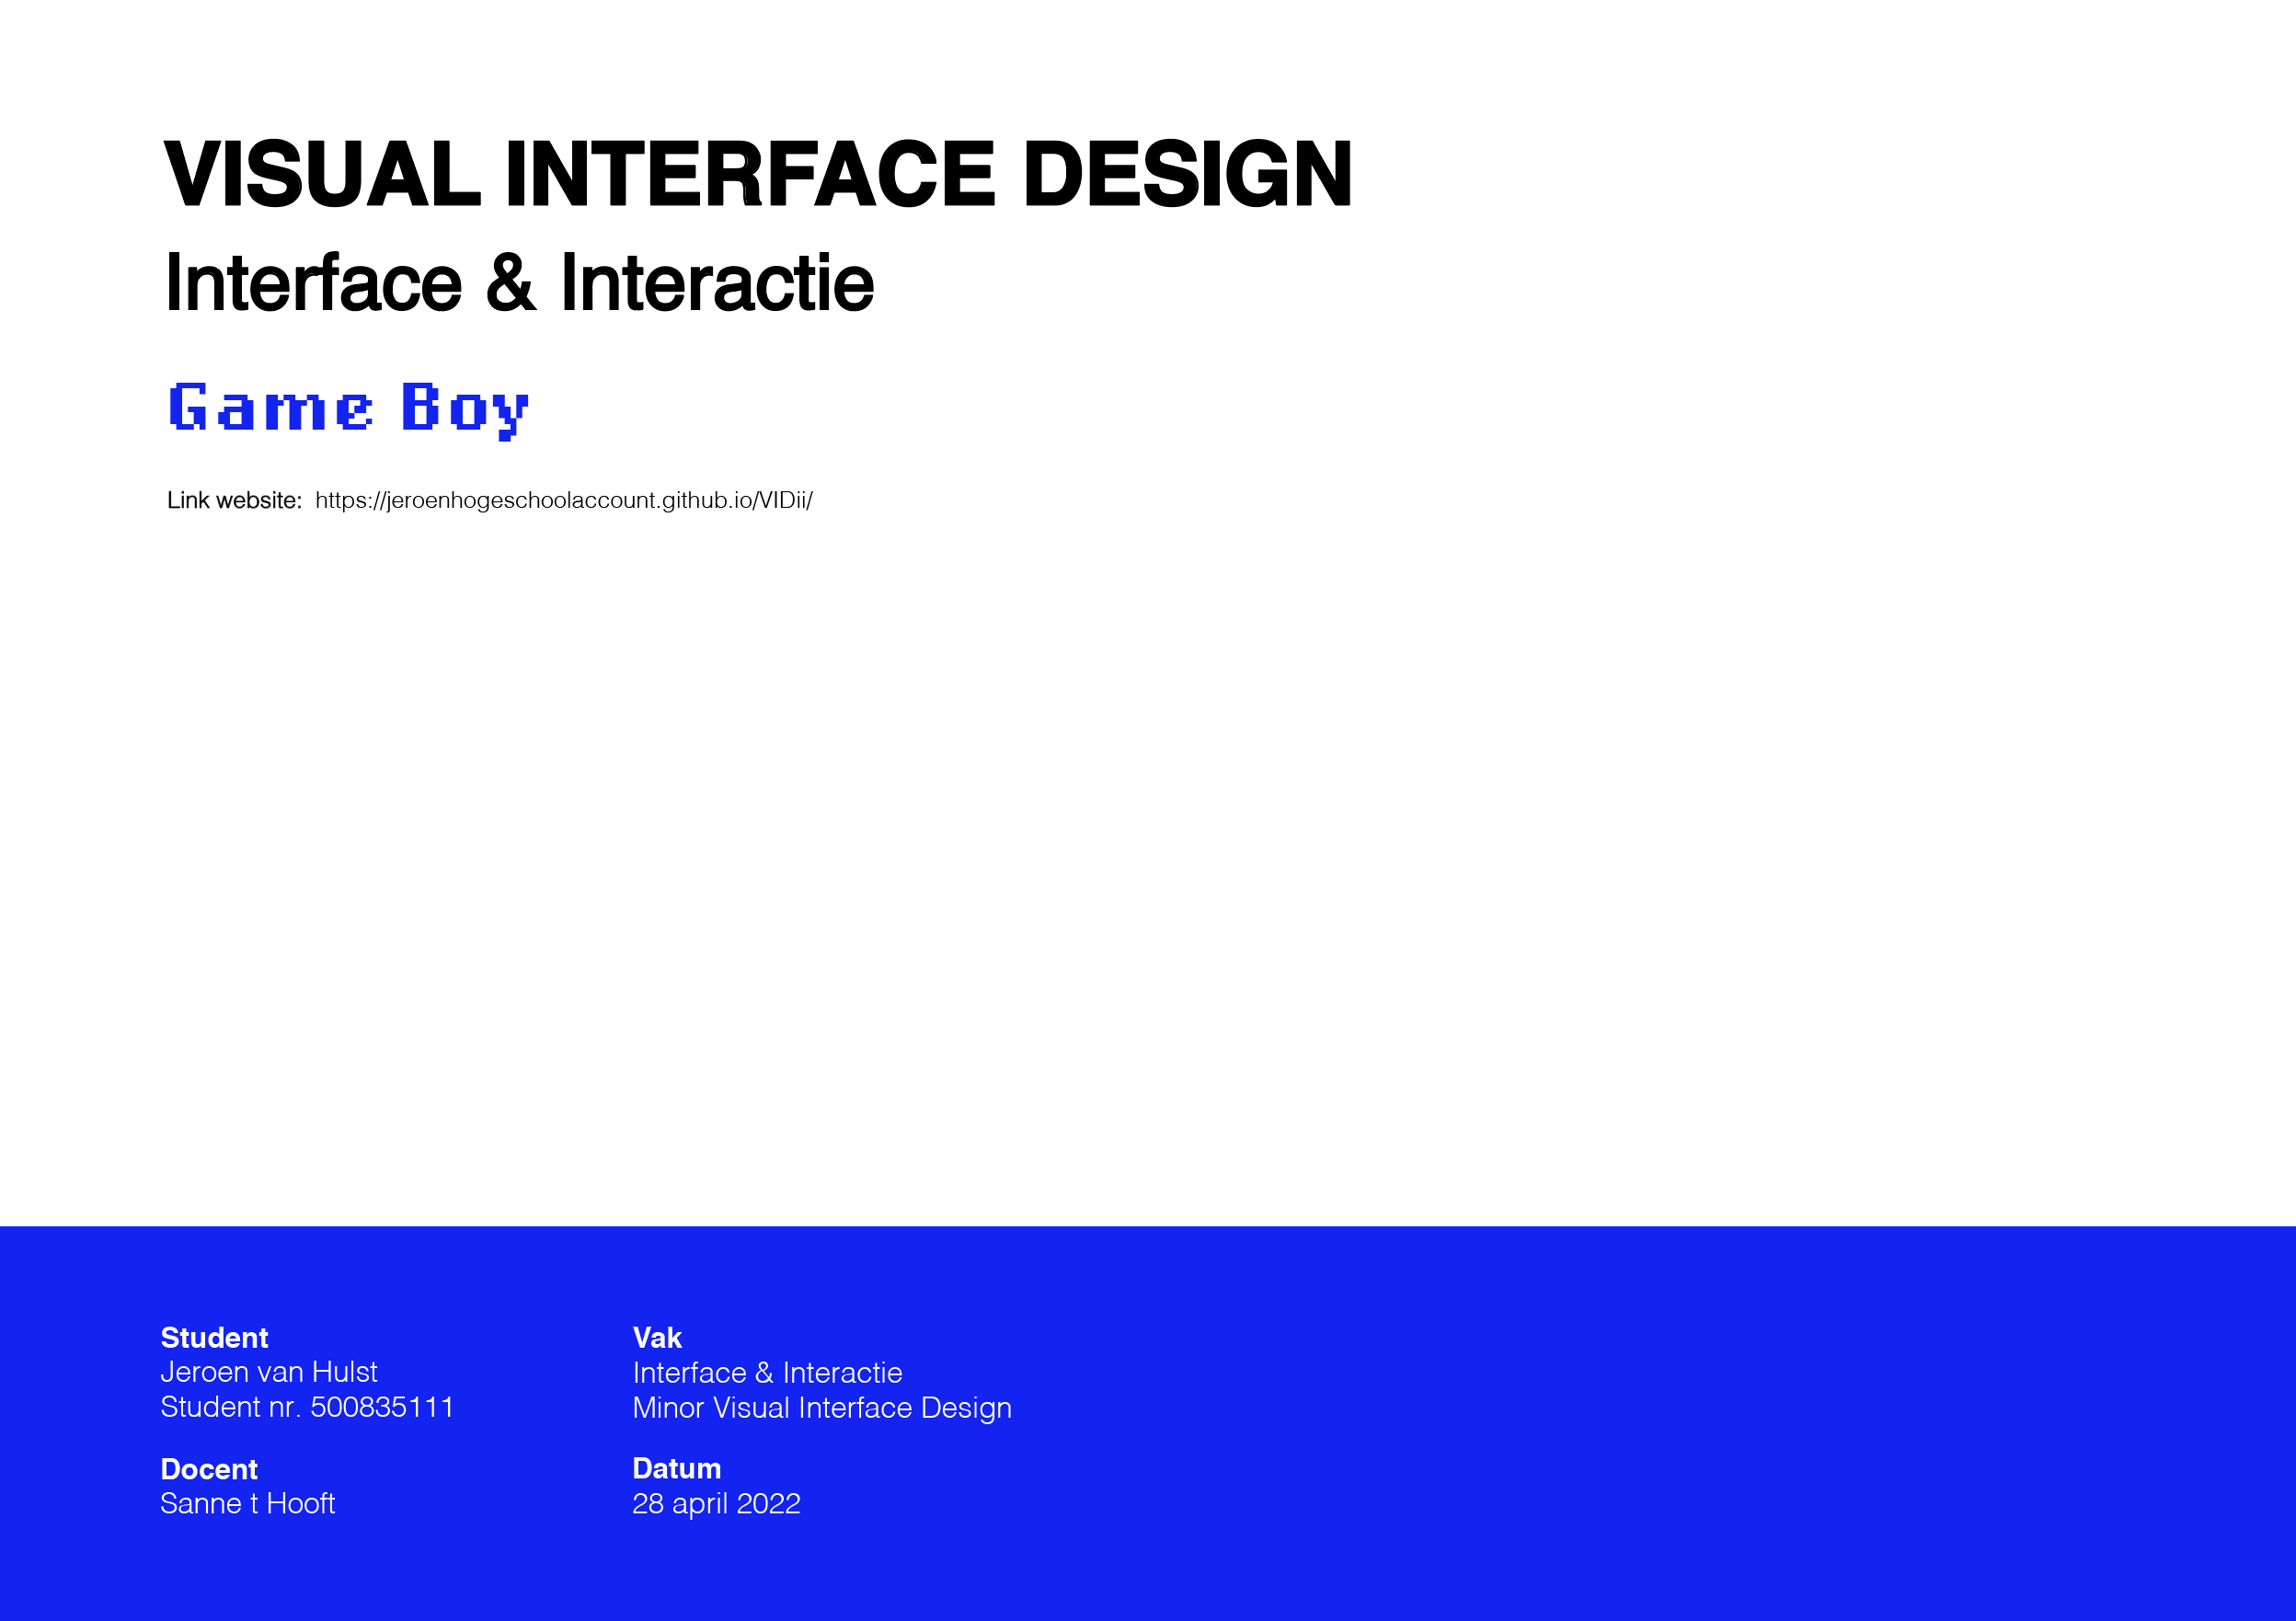 VISUAL INTERFACE DESIGN
Interface & Interactie
Game Boy
Link website: https://jeroenhogeschoolaccount.github.io/VIDii/
Student
Jeroen van Hulst
Student nr. 500835111
Docent
Sanne t Hooft
Vak
Interface & Interactie
Minor Visual Interface Design
Datum
28 april 2022